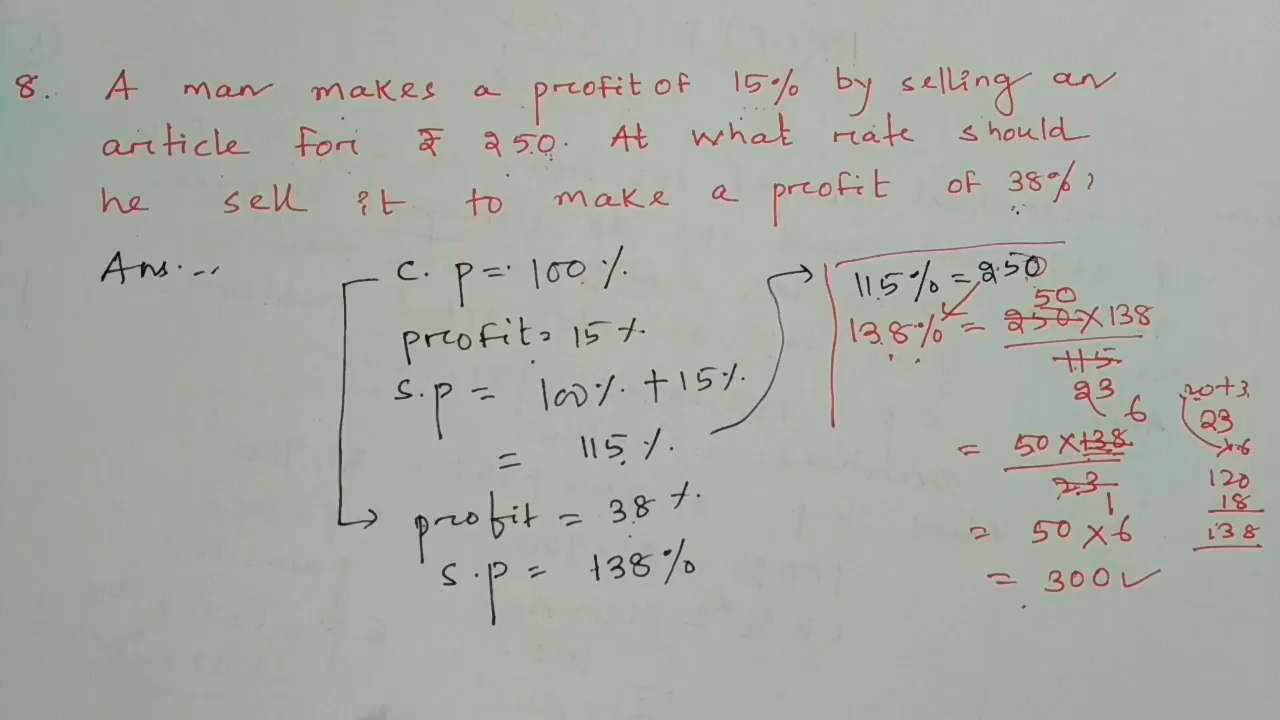 8. A man makes a profit of 15% by selling an
article for ₹ 250. At what rate should
he sell it to make a profit of 38%?
Ans...
C.P = 100%
profit = 15%
S.P = 100% + 15%
= 115%
profit = 38%
S.P = 138%
115% = 250
50
138% = 250 × 138
115
23
6
= 50 × 138
23
1
= 50 × 6
= 300 ✓
20+3
23
×6
120
18
138